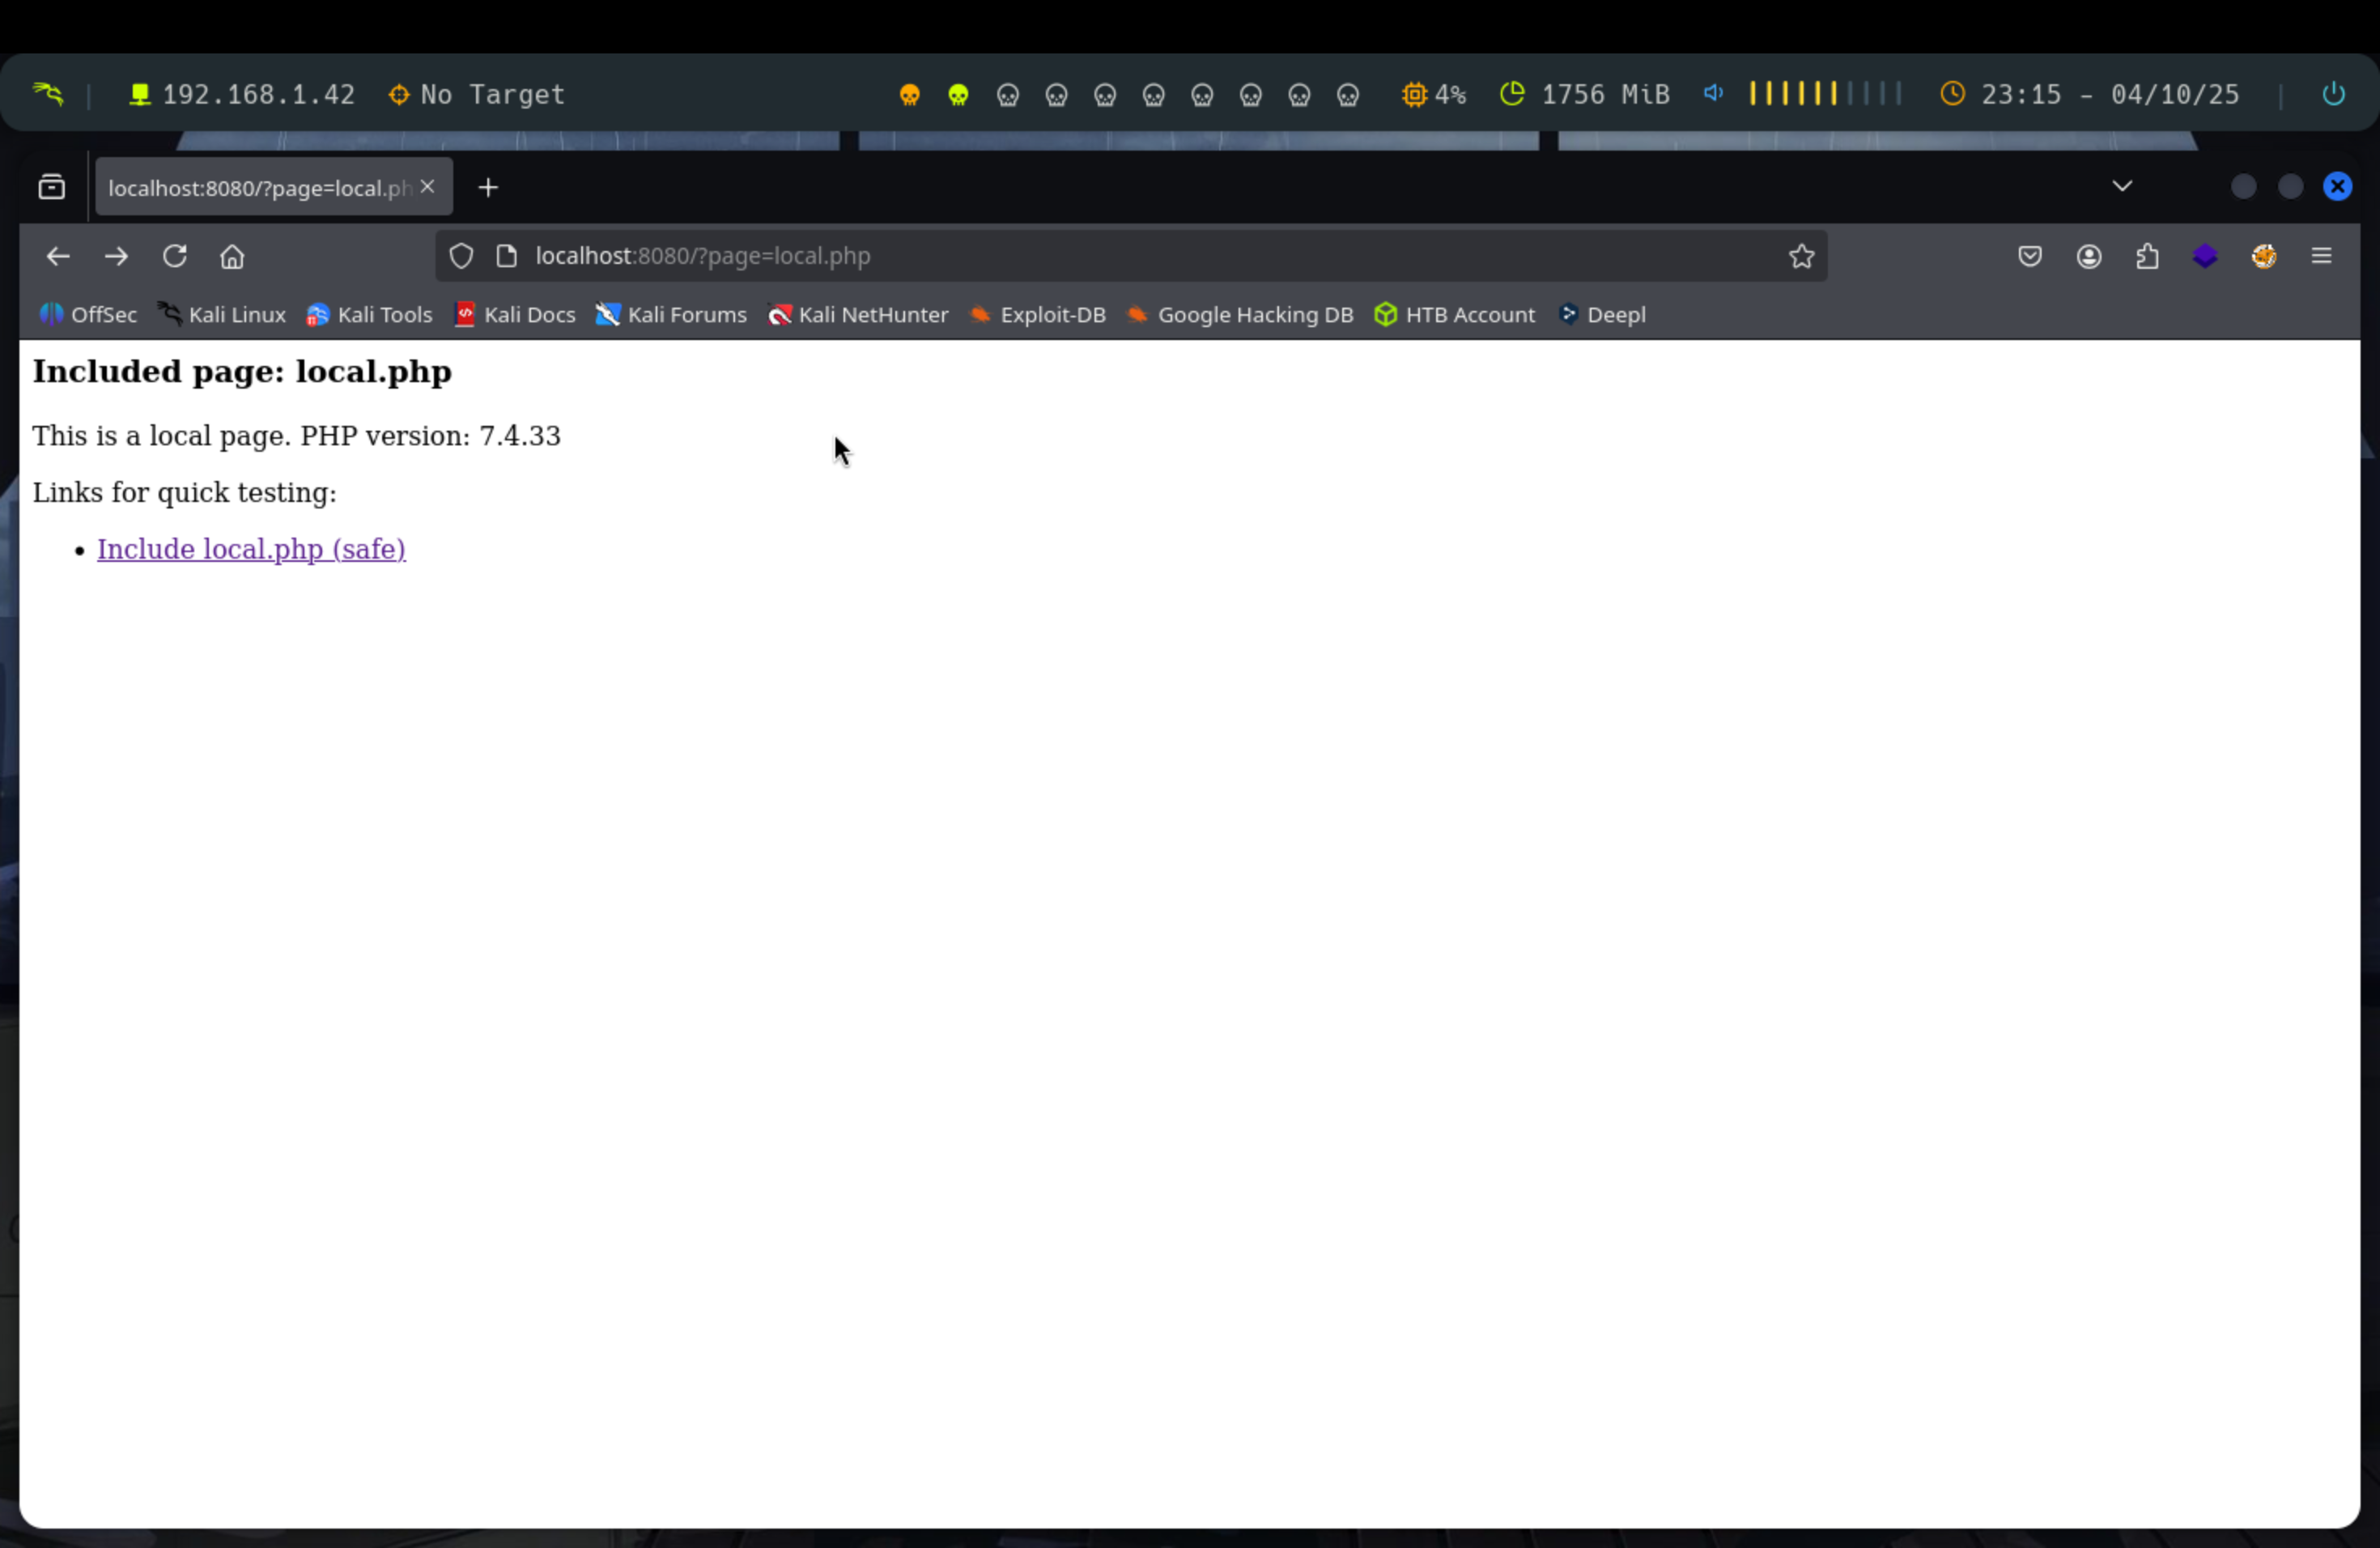 192.168.1.42 No Target 4% 1756 MiB 23:15 - 04/10/25
localhost:8080/?page=local.ph
localhost:8080/?page=local.php
OffSec Kali Linux Kali Tools Kali Docs Kali Forums Kali NetHunter Exploit-DB Google Hacking DB HTB Account Deepl
Included page: local.php
This is a local page. PHP version: 7.4.33
Links for quick testing:
• Include local.php (safe)